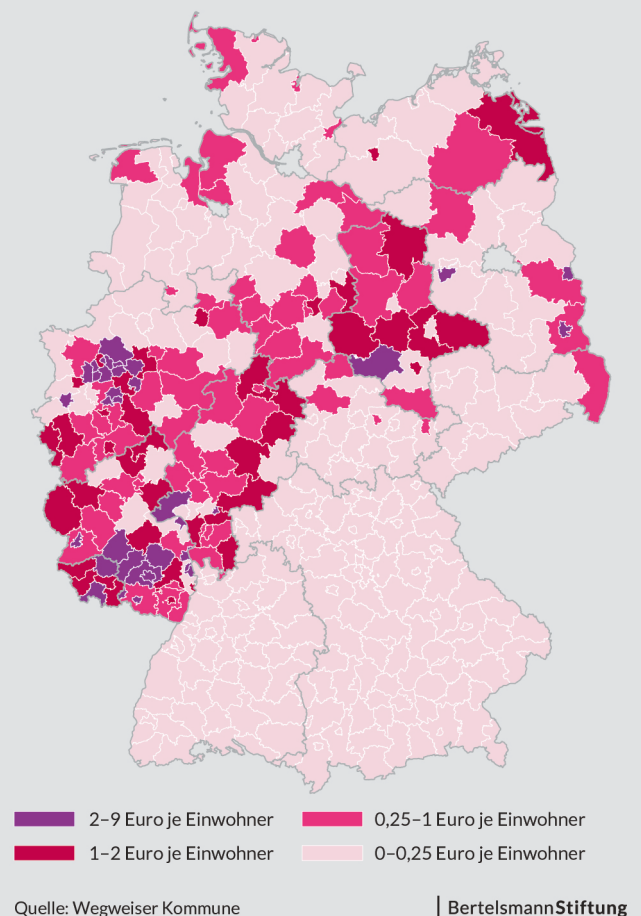 2–9 Euro je Einwohner
0,25–1 Euro je Einwohner
1–2 Euro je Einwohner
0–0,25 Euro je Einwohner
Quelle: Wegweiser Kommune
BertelsmannStiftung